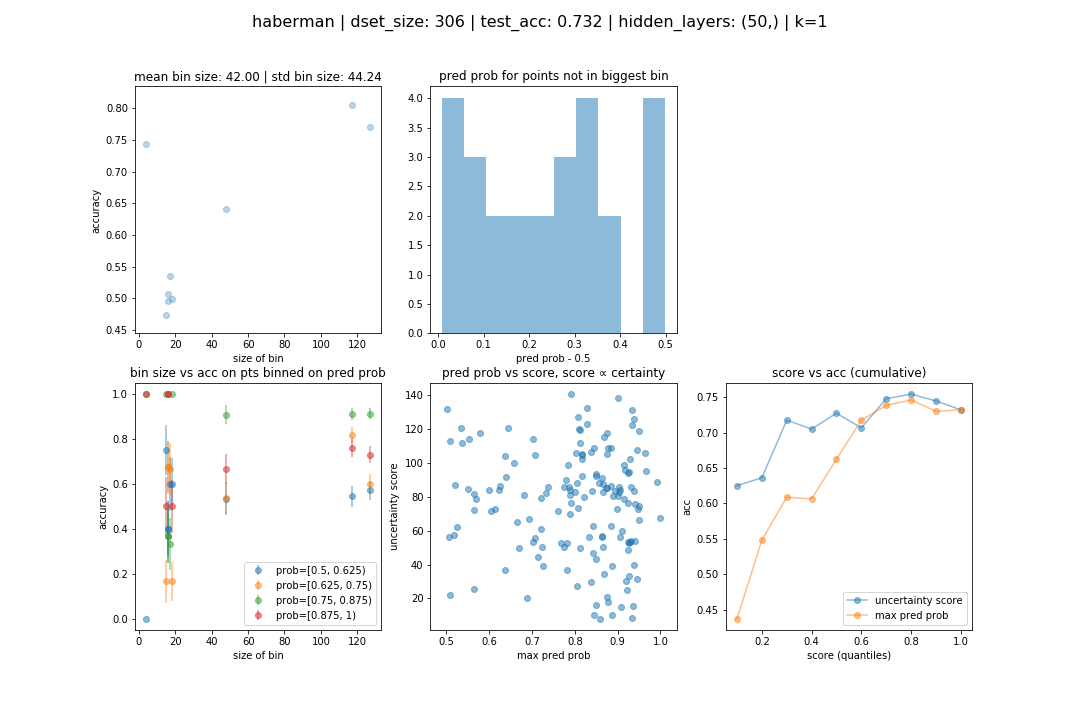 haberman | dset_size: 306 | test_acc: 0.732 | hidden_layers: (50,) | k=1
mean bin size: 42.00 | std bin size: 44.24
accuracy
0.80
0.75
0.70
0.65
0.60
0.55
0.50
0.45
0 20 40 60 80 100 120
size of bin
pred prob for points not in biggest bin
4.0
3.5
3.0
2.5
2.0
1.5
1.0
0.5
0.0
0.0 0.1 0.2 0.3 0.4 0.5
pred prob - 0.5
bin size vs acc on pts binned on pred prob
accuracy
1.0
0.8
0.6
0.4
0.2
0.0
prob=[0.5, 0.625)
prob=[0.625, 0.75)
prob=[0.75, 0.875)
prob=[0.875, 1)
0 20 40 60 80 100 120
size of bin
pred prob vs score, score ∝ certainty
uncertainty score
140
120
100
80
60
40
20
0.5 0.6 0.7 0.8 0.9 1.0
max pred prob
score vs acc (cumulative)
acc
0.75
0.70
0.65
0.60
0.55
0.50
0.45
uncertainty score
max pred prob
0.2 0.4 0.6 0.8 1.0
score (quantiles)